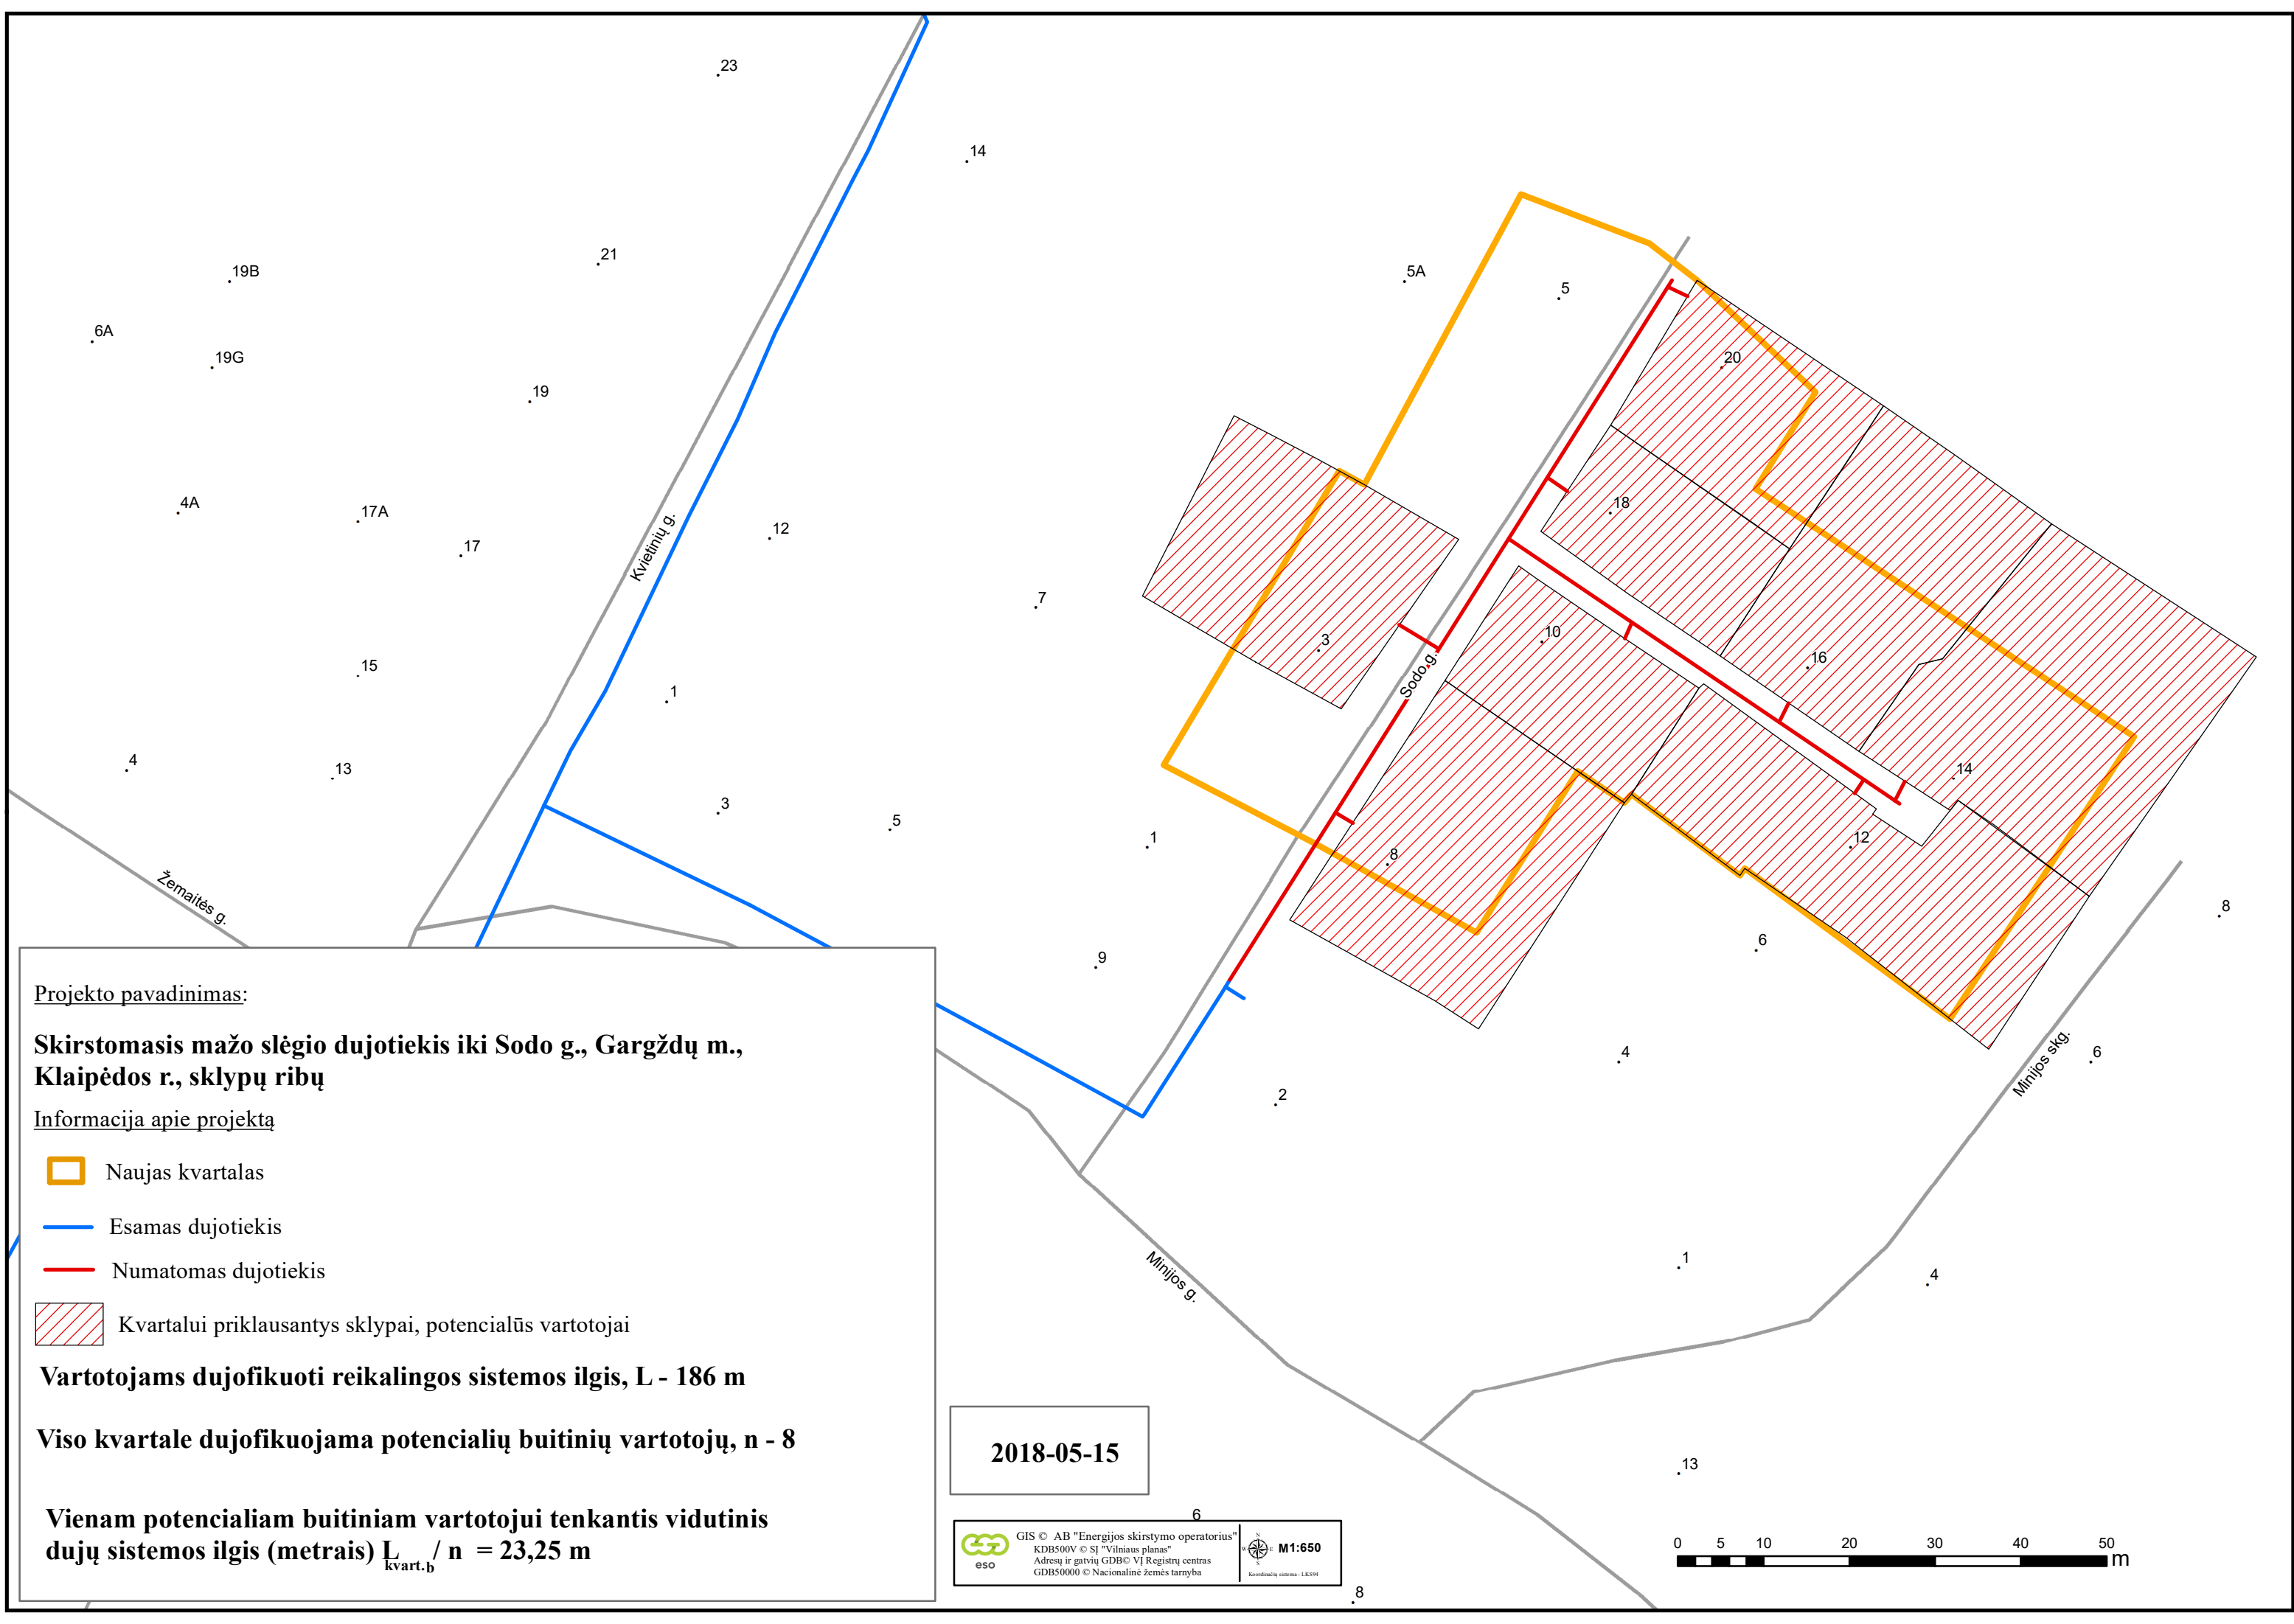 23
14
19B
21
5A
5
6A
19G
20
19
4A
17A
18
12
17
Kvietinių g.
7
10
3
16
15
1
Sodo g.
4
13
14
3
5
1
8
12
Žemaitės g.
8
9
6
4
6
2
Minijos skg.
Projekto pavadinimas:
Skirstomasis mažo slėgio dujotiekis iki Sodo g., Gargždų m.,
Klaipėdos r., sklypų ribų
Informacija apie projektą
Naujas kvartalas
Esamas dujotiekis
Numatomas dujotiekis
Kvartalui priklausantys sklypai, potencialūs vartotojai
Vartotojams dujofikuoti reikalingos sistemos ilgis, L - 186 m
Viso kvartale dujofikuojama potencialių buitinių vartotojų, n - 8
Vienam potencialiam buitiniam vartotojui tenkantis vidutinis
dujų sistemos ilgis (metrais) L kvart.b / n = 23,25 m
1
4
Minijos g.
13
2018-05-15
6
GIS © AB "Energijos skirstymo operatorius"
KDB500V © SĮ "Vilniaus planas"
Adresų ir gatvių GDB© VĮ Registrų centras
GDB50000 © Nacionalinė žemės tarnyba
eso
N
W E
S
M1:650
Koordinačių sistema - LKS94
8
0 5 10 20 30 40 50
m